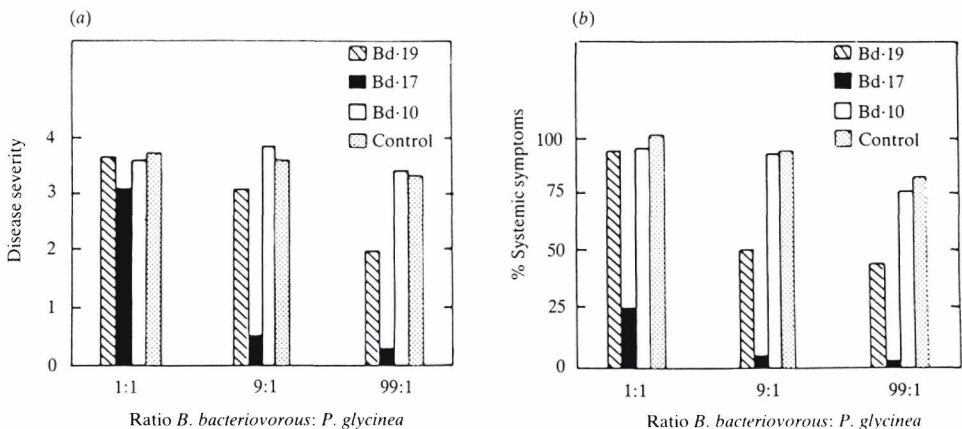 (a)
Bd·19
Bd·17
Bd·10
Control
4
3
2
1
0
Disease severity
1:1
9:1
99:1
Ratio B. bacteriovorous: P. glycinea
(b)
Bd·19
Bd·17
Bd·10
Control
100
75
50
25
0
% Systemic symptoms
1:1
9:1
99:1
Ratio B. bacteriovorous: P. glycinea